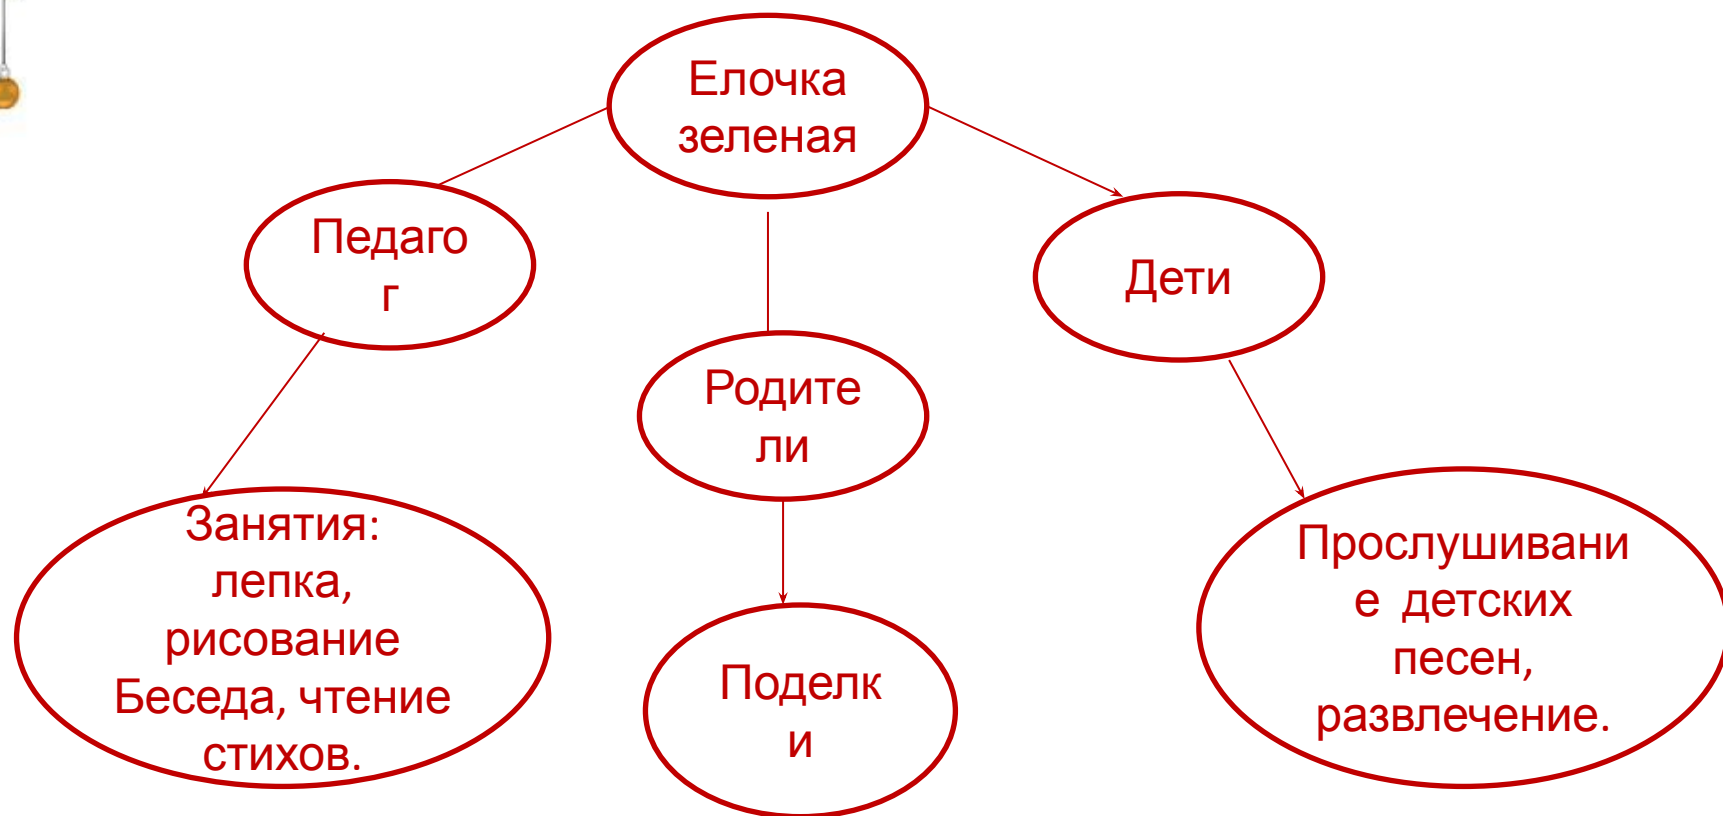 Елочка
зеленая
Педаго
г
Дети
Родите
ли
Занятия:
лепка,
рисование
Беседа, чтение
стихов.
Поделк
и
Прослушивани
е детских
песен,
развлечение.